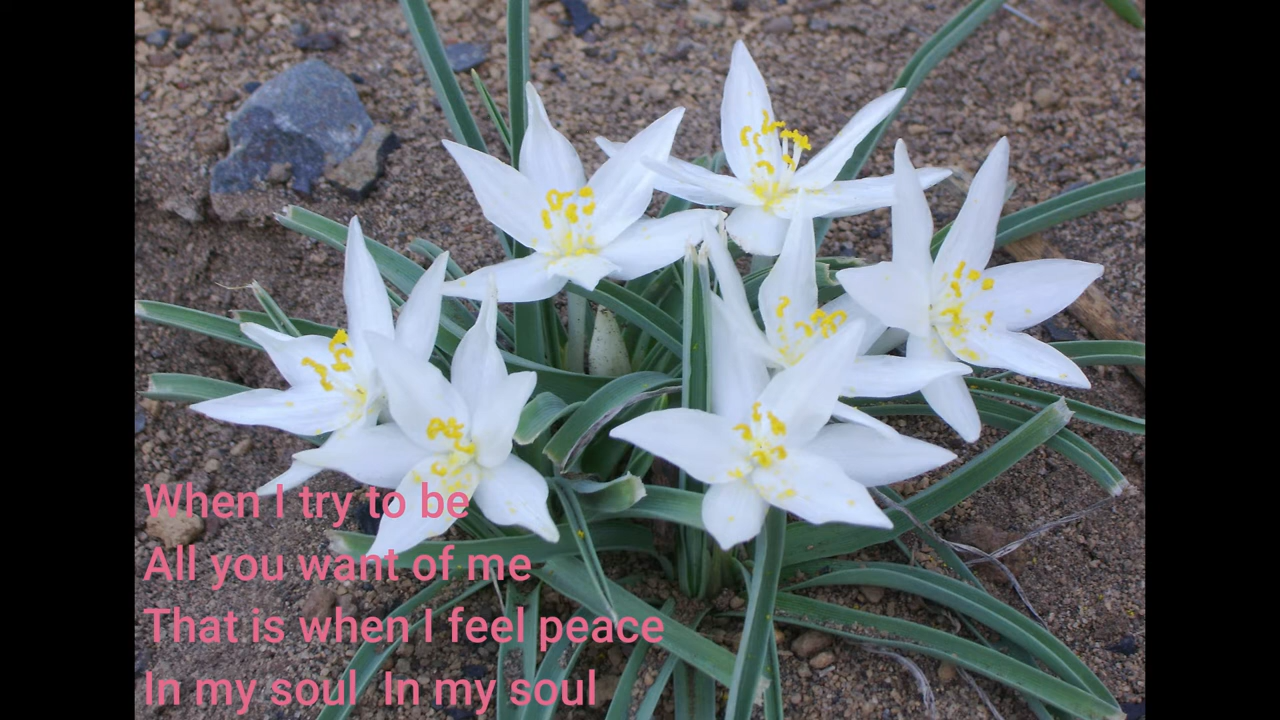 When I try to be
All you want of me
That is when I feel peace
In my soul  In my soul